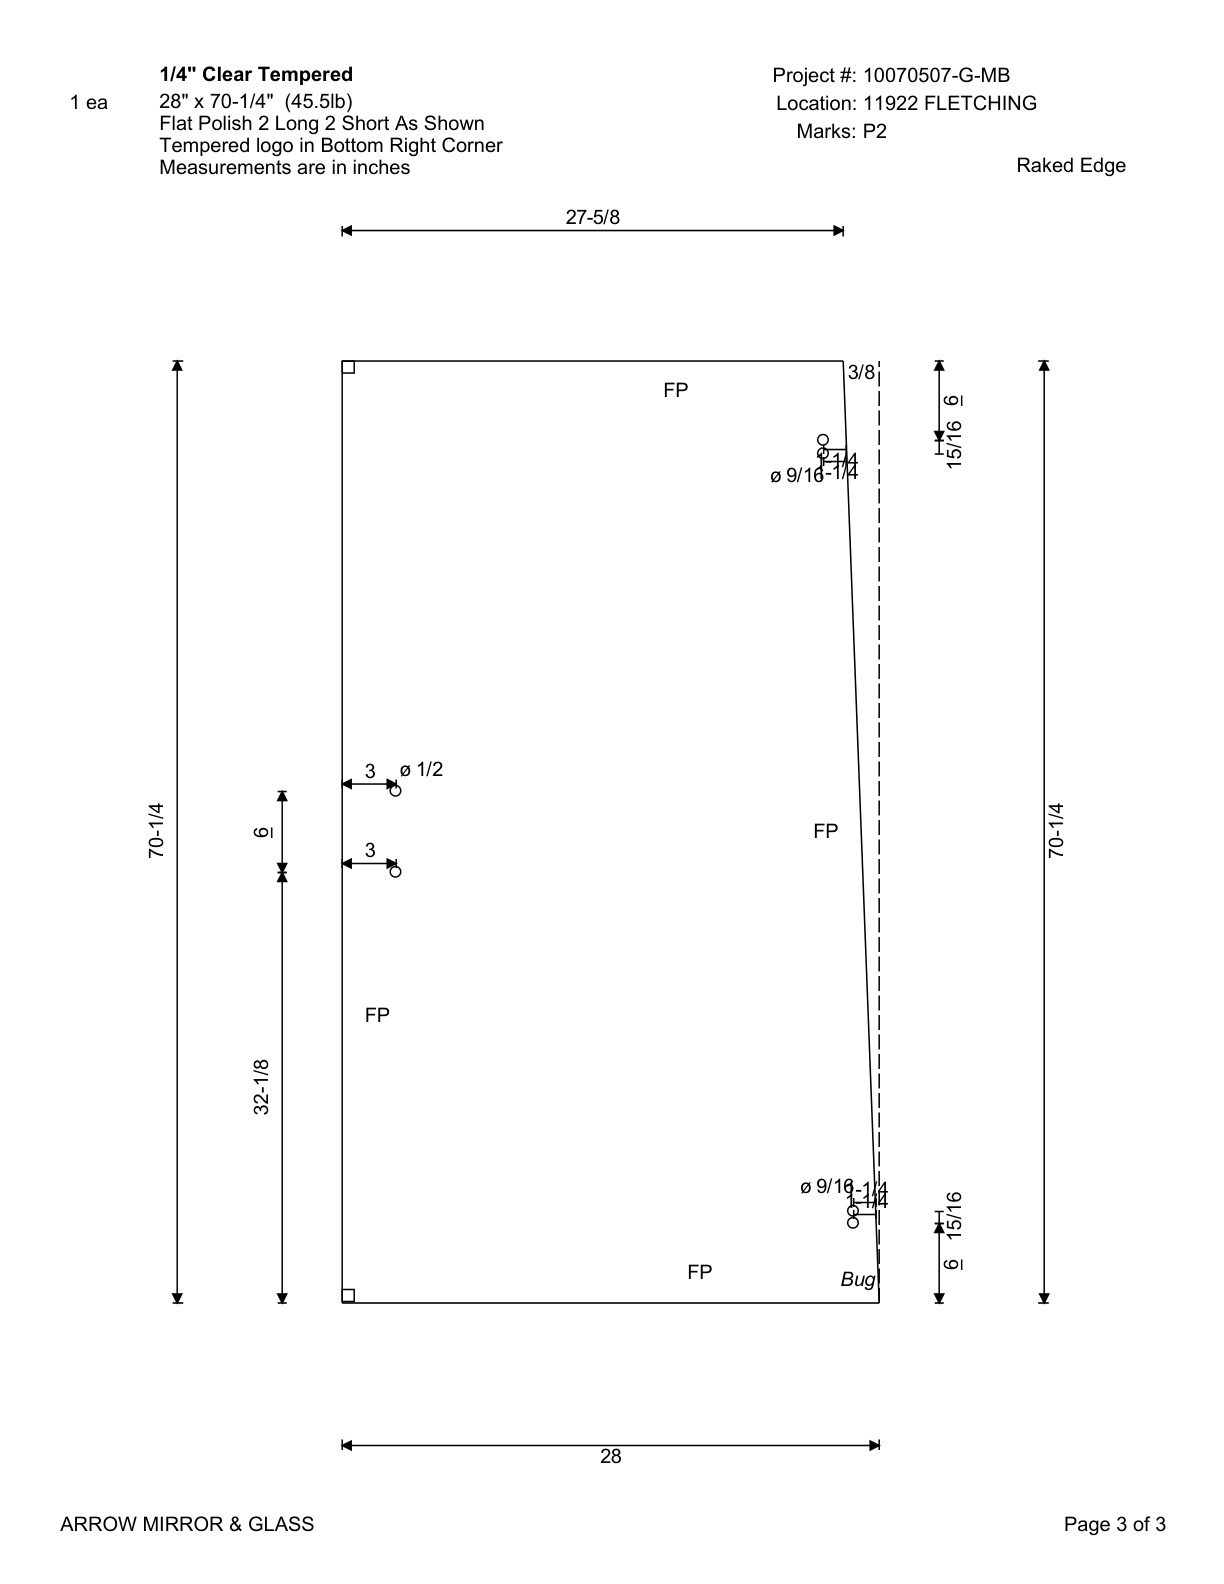 1/4" Clear Tempered
Project #: 10070507-G-MB
1 ea
28" x 70-1/4" (45.5lb)
Location: 11922 FLETCHING
Flat Polish 2 Long 2 Short As Shown
Marks: P2
Tempered logo in Bottom Right Corner
Measurements are in inches
Raked Edge
27-5/8
3/8
FP
6
15/16
1-1/4
1-1/4
ø 9/16
3
ø 1/2
70-1/4
6
FP
70-1/4
3
FP
32-1/8
ø 9/16
1-1/4
1-1/4
15/16
6
FP
Bug
28
ARROW MIRROR & GLASS
Page 3 of 3